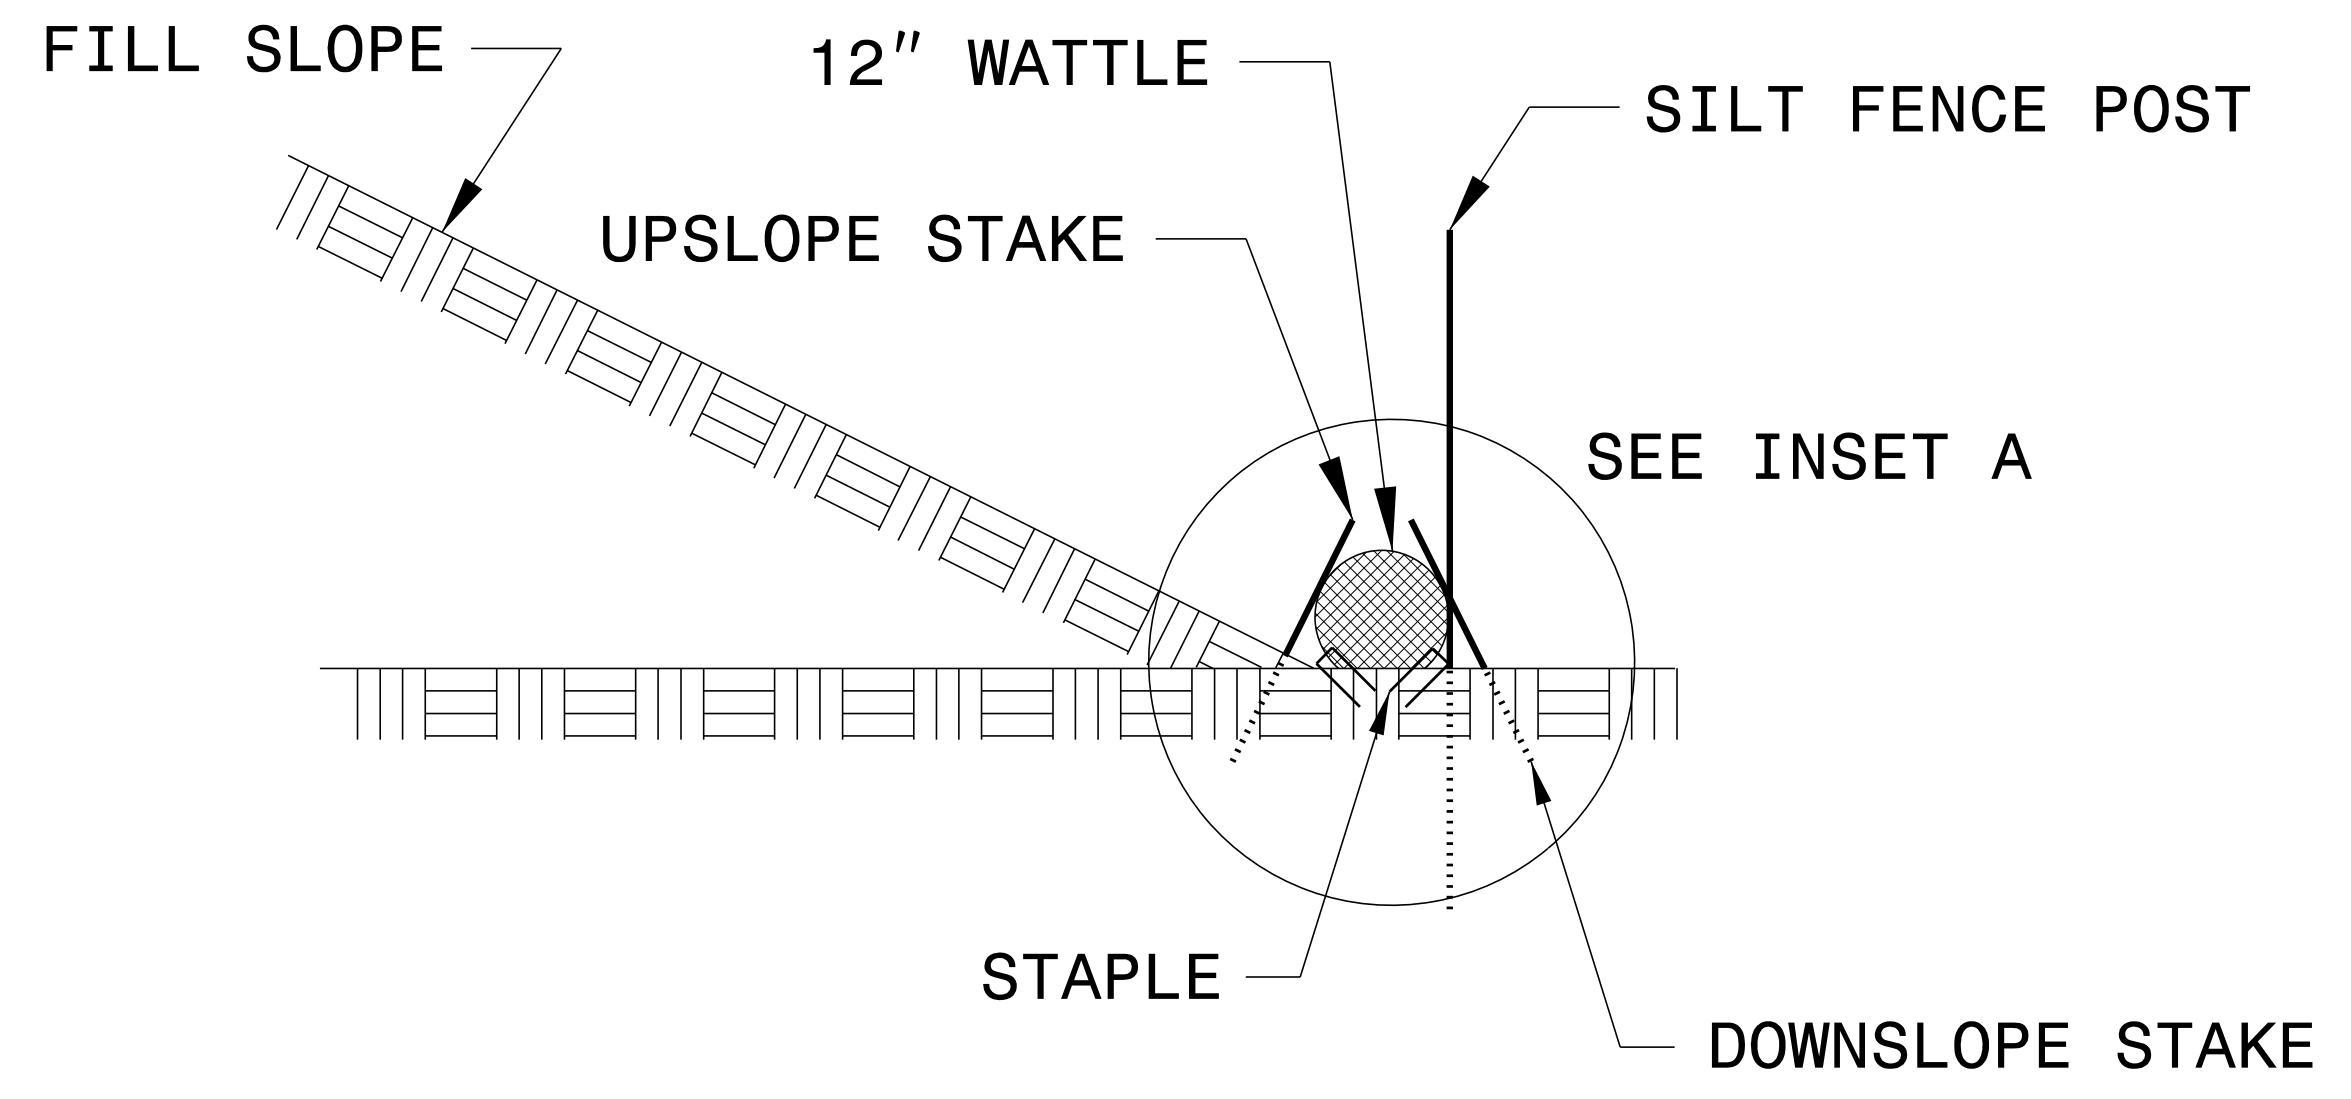 FILL SLOPE
12" WATTLE
SILT FENCE POST
UPSLOPE STAKE
SEE INSET A
STAPLE
DOWNSLOPE STAKE